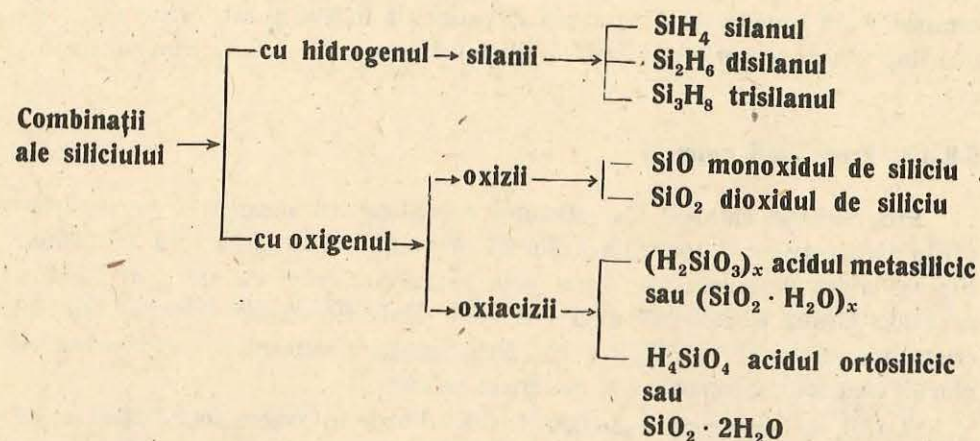 Combinații
ale siliciului →
cu hidrogenul → silanii →
SiH₄ silanul
Si₂H₆ disilanul
Si₃H₈ trisilanul
cu oxigenul →
→ oxizii →
SiO monoxidul de siliciu
SiO₂ dioxidul de siliciu
→ oxiacizii →
(H₂SiO₃)ₓ acidul metasilicic
sau (SiO₂ · H₂O)ₓ
H₄SiO₄ acidul ortosilicic
sau
SiO₂ · 2H₂O